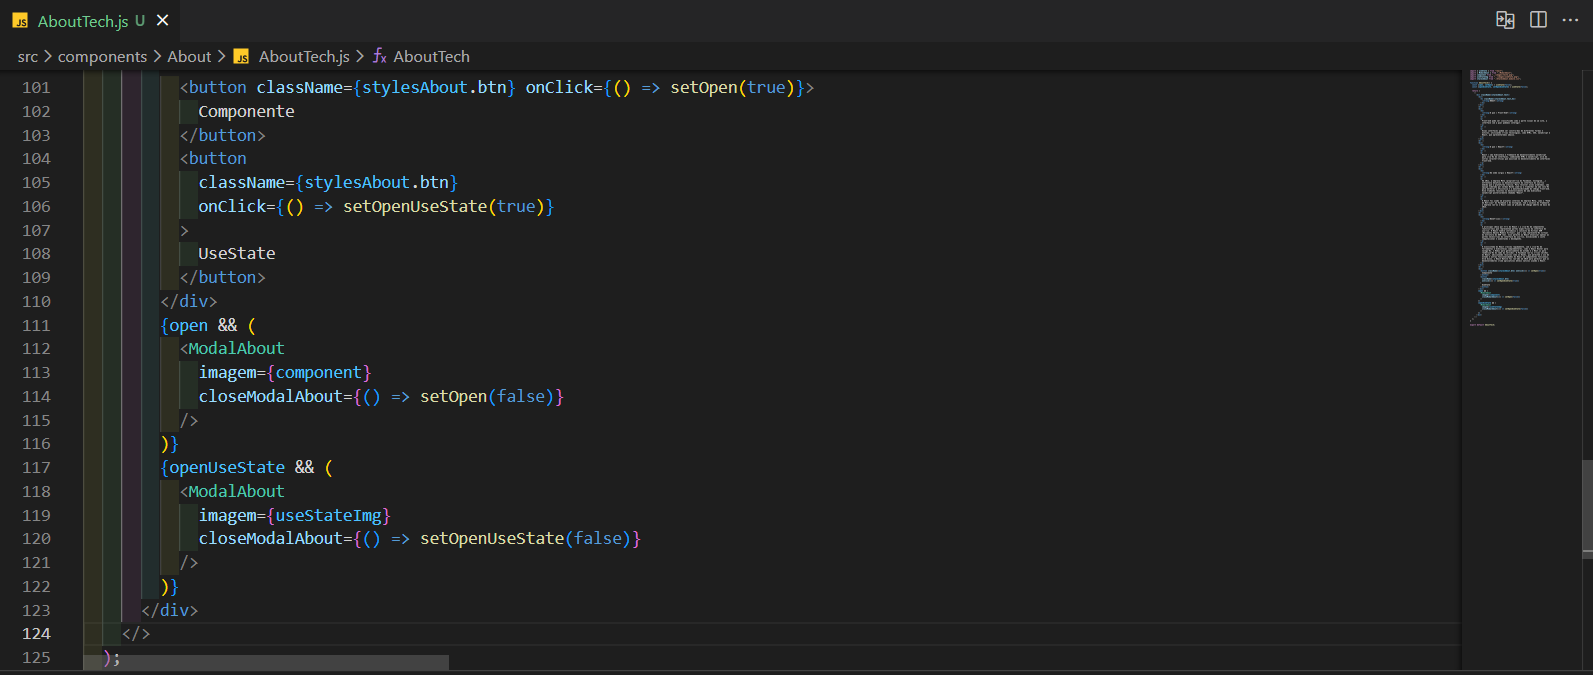 JS AboutTech.js U
src > components > About > JS AboutTech.js > fx AboutTech
101 <button className={stylesAbout.btn} onClick={() => setOpen(true)}>
102 Componente
103 </button>
104 <button
105 className={stylesAbout.btn}
106 onClick={() => setOpenUseState(true)}
107 >
108 UseState
109 </button>
110 </div>
111 {open && (
112 <ModalAbout
113 imagem={component}
114 closeModalAbout={() => setOpen(false)}
115 />
116 )}
117 {openUseState && (
118 <ModalAbout
119 imagem={useStateImg}
120 closeModalAbout={() => setOpenUseState(false)}
121 />
122 )}
123 </div>
124 </>
125 );